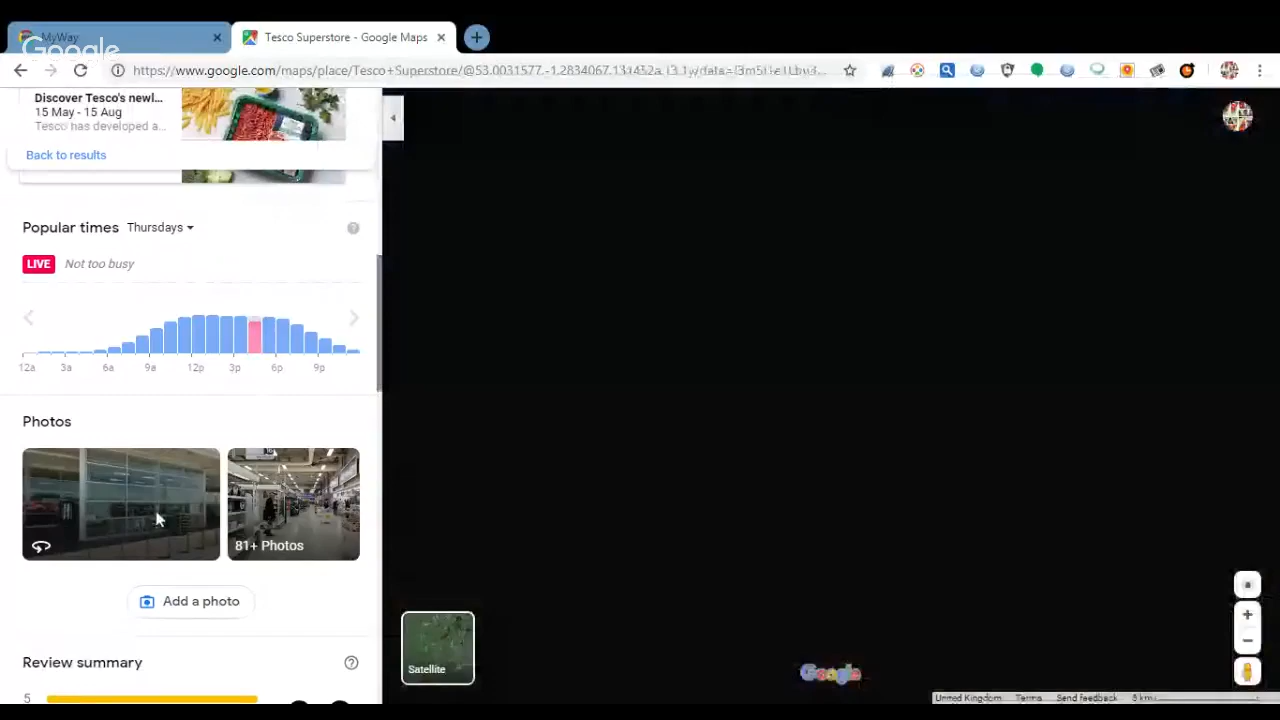 MyWay
Tesco Superstore - Google Maps
Google
Discover Tesco's newl...
15 May - 15 Aug
Tesco has developed a...
Back to results
Popular times Thursdays
LIVE Not too busy
12a 3a 6a 9a 12p 3p 6p 9p
Photos
81+ Photos
Add a photo
Review summary
5
Satellite
Google
United Kingdom Terms Send feedback